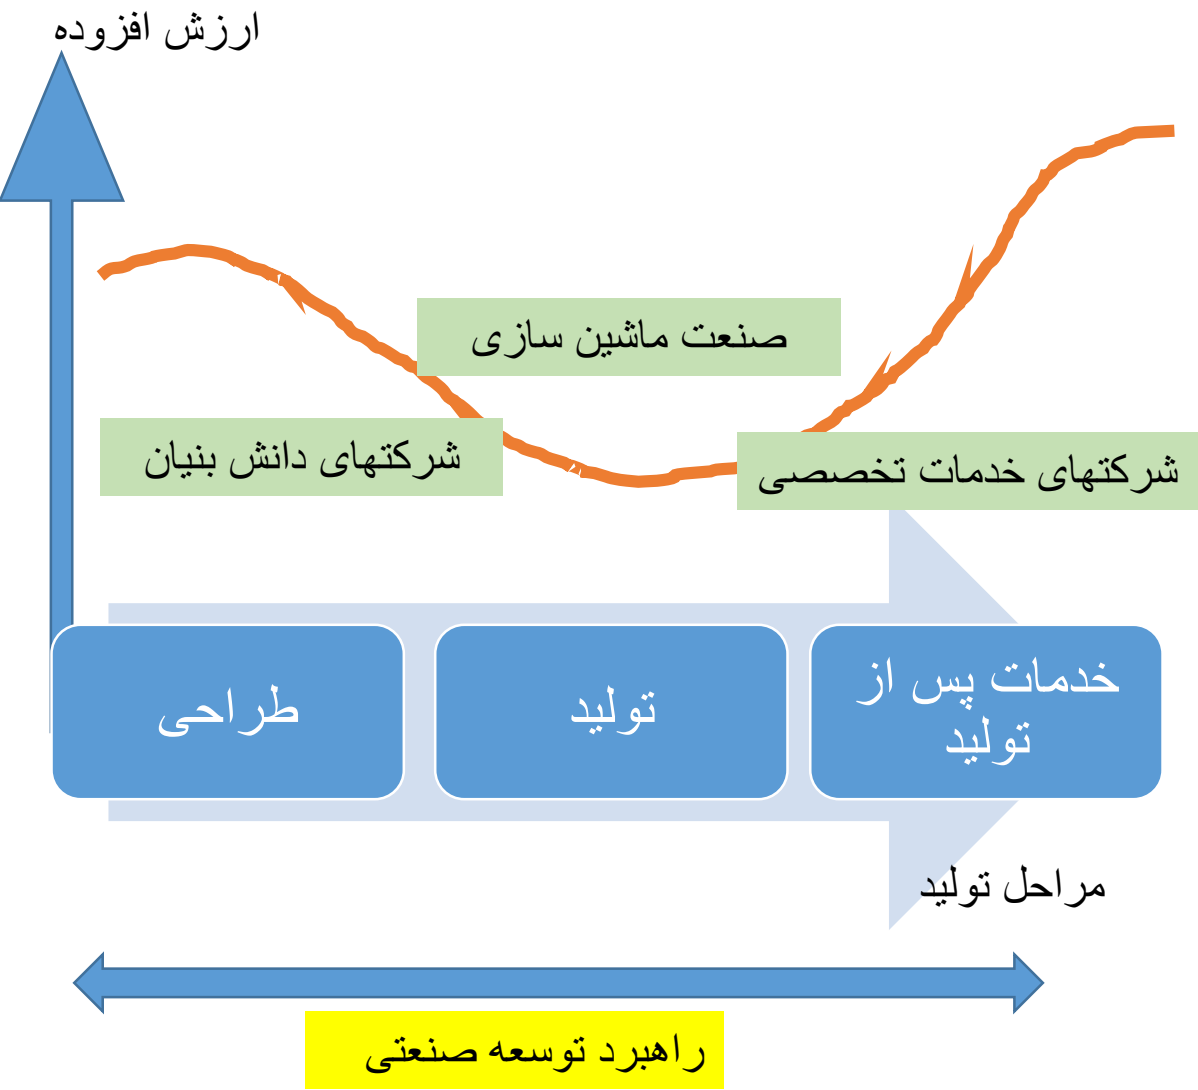 ارزش افزوده
صنعت ماشین سازی
شرکتهای دانش بنیان
شرکتهای خدمات تخصصی
طراحی
تولید
خدمات پس از
تولید
مراحل تولید
راهبرد توسعه صنعتی